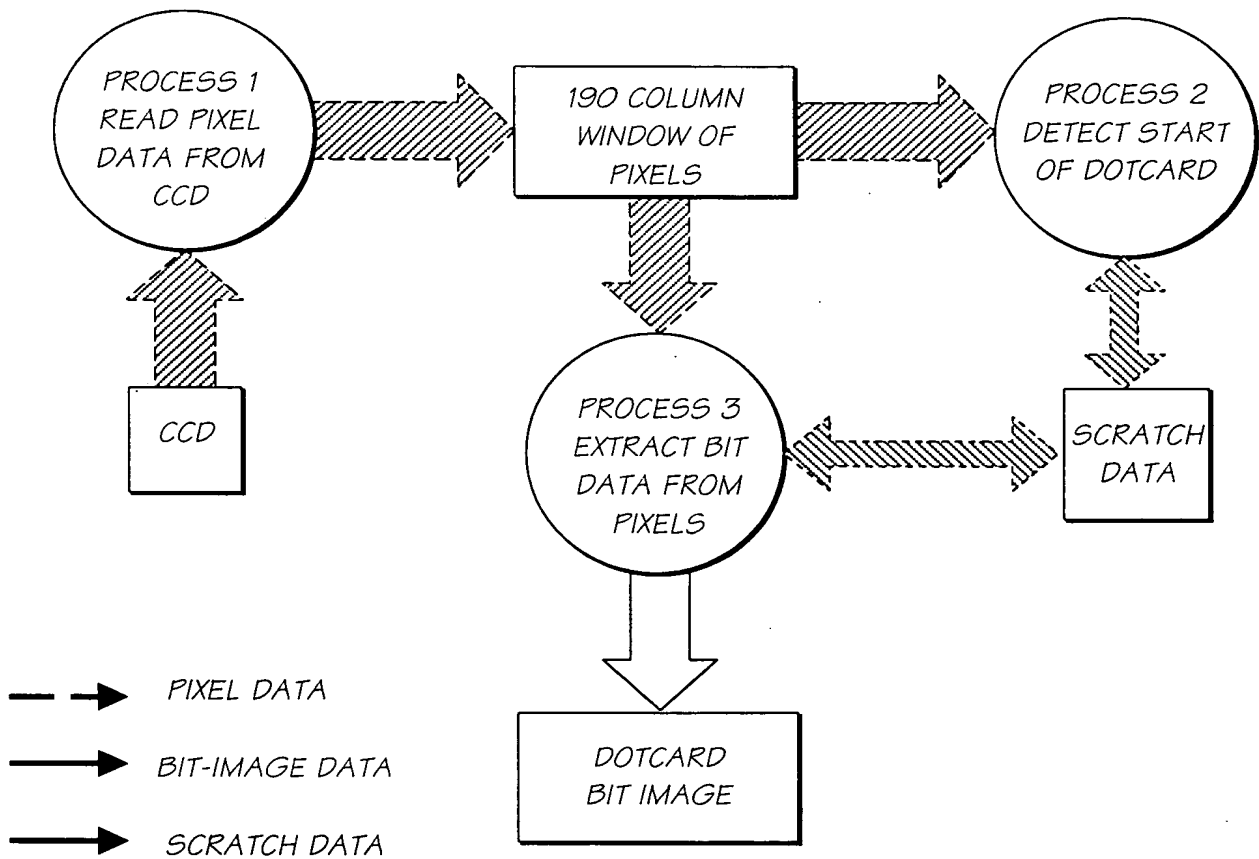 PROCESS 1
READ PIXEL
DATA FROM
CCD
190 COLUMN
WINDOW OF
PIXELS
PROCESS 2
DETECT START
OF DOTCARD
CCD
PROCESS 3
EXTRACT BIT
DATA FROM
PIXELS
SCRATCH
DATA
PIXEL DATA
BIT-IMAGE DATA
SCRATCH DATA
DOTCARD
BIT IMAGE